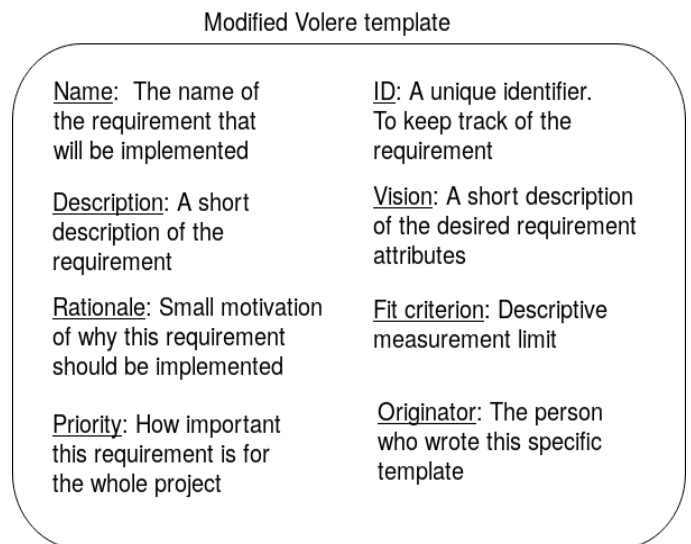 Modified Volere template
Name:  The name of
the requirement that
will be implemented
ID: A unique identifier.
To keep track of the
requirement
Description: A short
description of the
requirement
Vision: A short description
of the desired requirement
attributes
Rationale: Small motivation
of why this requirement
should be implemented
Fit criterion: Descriptive
measurement limit
Priority: How important
this requirement is for
the whole project
Originator: The person
who wrote this specific
template